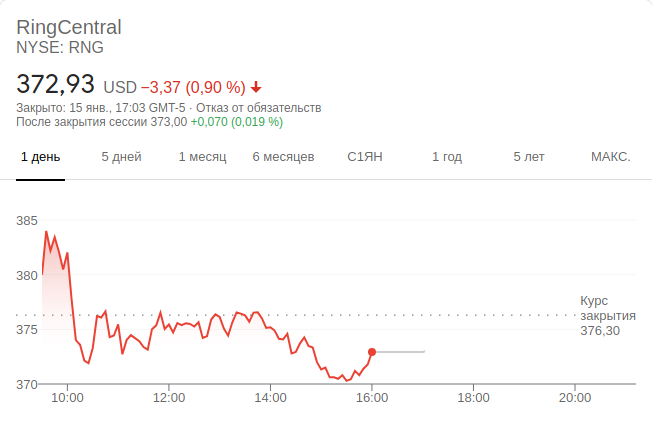 RingCentral
NYSE: RNG
372,93 USD −3,37 (0,90 %)
Закрыто: 15 янв., 17:03 GMT-5 · Отказ от обязательств
После закрытия сессии 373,00 +0,070 (0,019 %)
1 день 5 дней 1 месяц 6 месяцев С1ЯН 1 год 5 лет МАКС.
385
380
375
370
Курс
закрытия
376,30
10:00 12:00 14:00 16:00 18:00 20:00